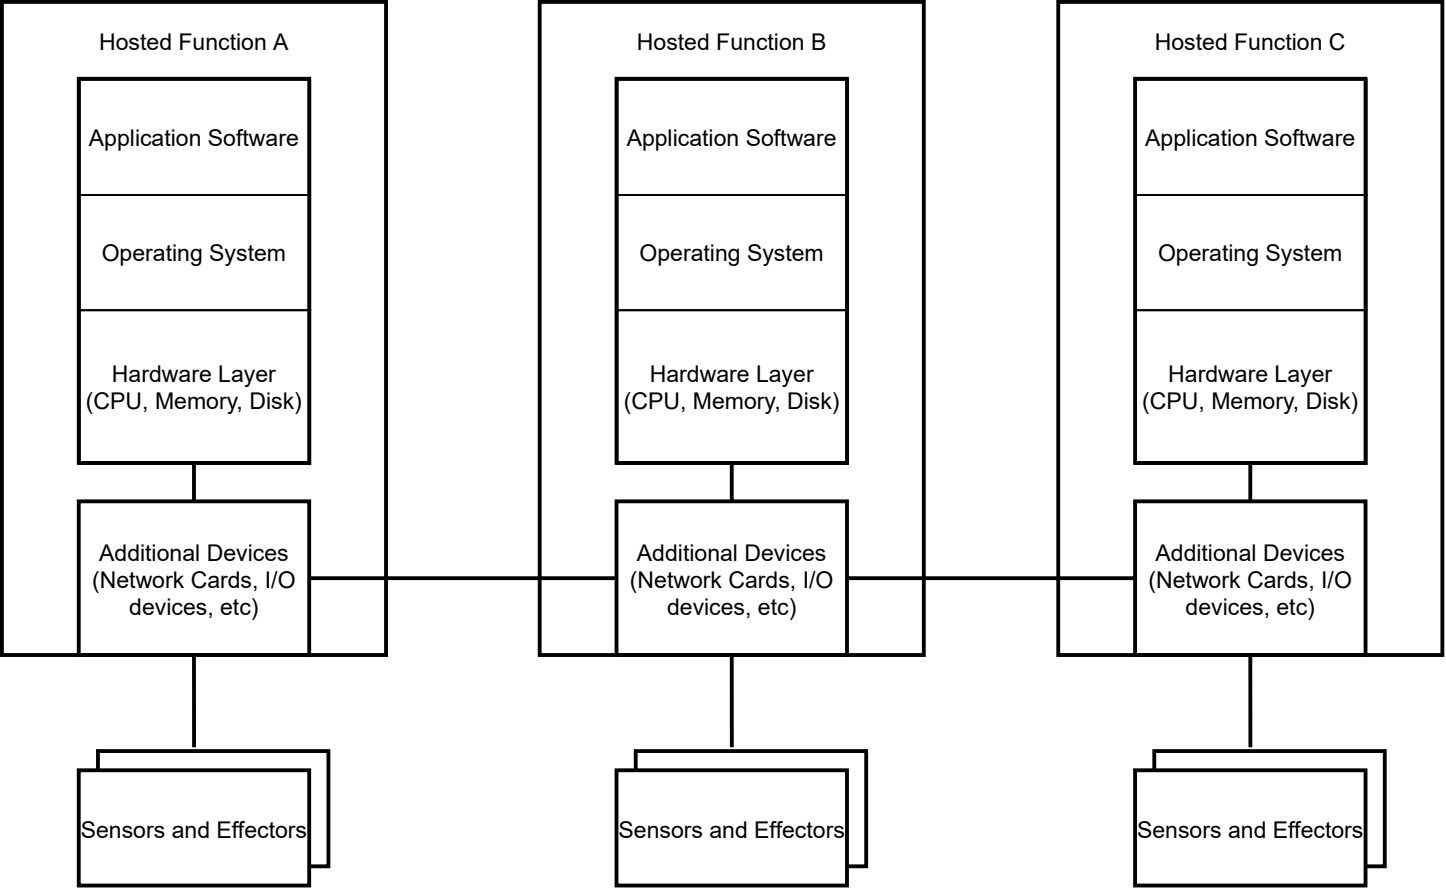 Hosted Function A
Application Software
Operating System
Hardware Layer
(CPU, Memory, Disk)
Additional Devices
(Network Cards, I/O
devices, etc)
Sensors and Effectors
Hosted Function B
Application Software
Operating System
Hardware Layer
(CPU, Memory, Disk)
Additional Devices
(Network Cards, I/O
devices, etc)
Sensors and Effectors
Hosted Function C
Application Software
Operating System
Hardware Layer
(CPU, Memory, Disk)
Additional Devices
(Network Cards, I/O
devices, etc)
Sensors and Effectors